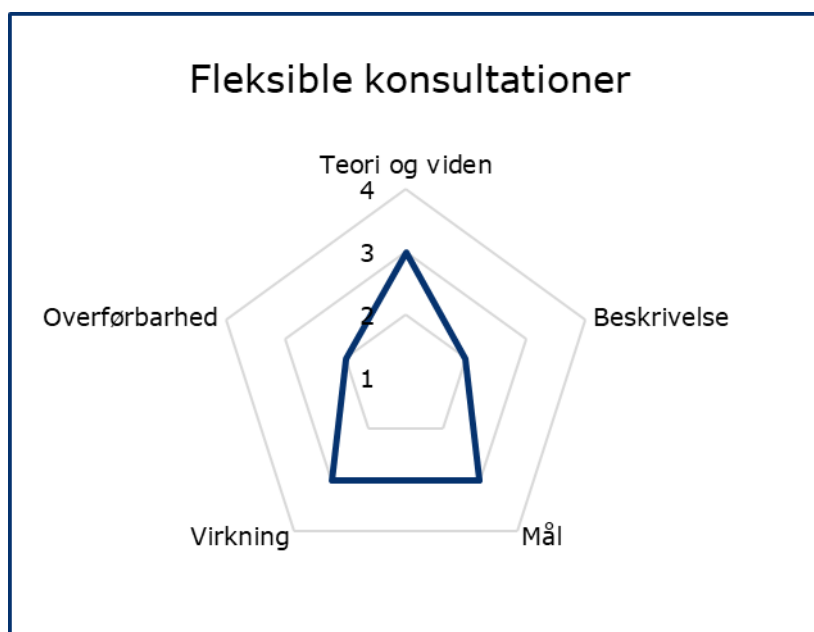 Fleksible konsultationer
Teori og viden
4
3
2
1
Overførbarhed
Beskrivelse
Virkning
Mål